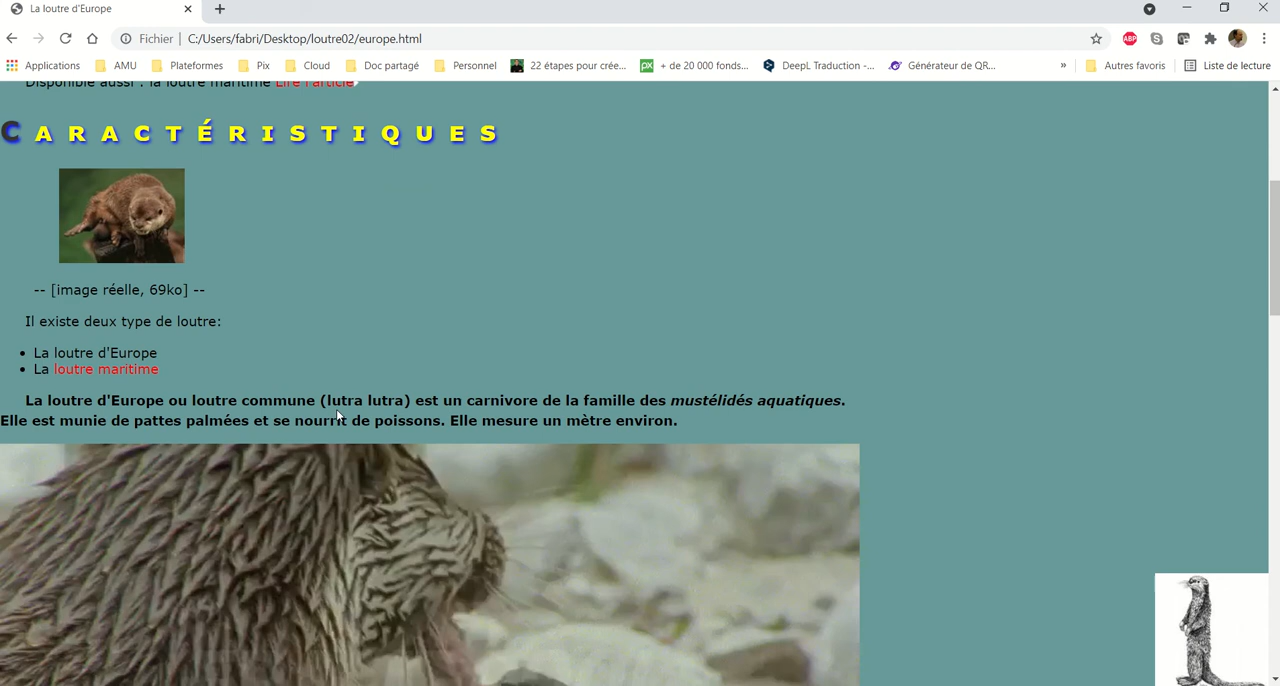 La loutre d'Europe
Fichier C:/Users/fabri/Desktop/loutre02/europe.html
ABP
Applications AMU Plateformes Pix Cloud Doc partagé Personnel 22 étapes pour crée... px + de 20 000 fonds... DeepL Traduction -... Générateur de QR... » Autres favoris Liste de lecture
Disponible aussi : la loutre maritime Lire l'article
CARACTÉRISTIQUES
-- [image réelle, 69ko] --
Il existe deux type de loutre:
• La loutre d'Europe
• La loutre maritime
La loutre d'Europe ou loutre commune (lutra lutra) est un carnivore de la famille des mustélidés aquatiques.
Elle est munie de pattes palmées et se nourrit de poissons. Elle mesure un mètre environ.